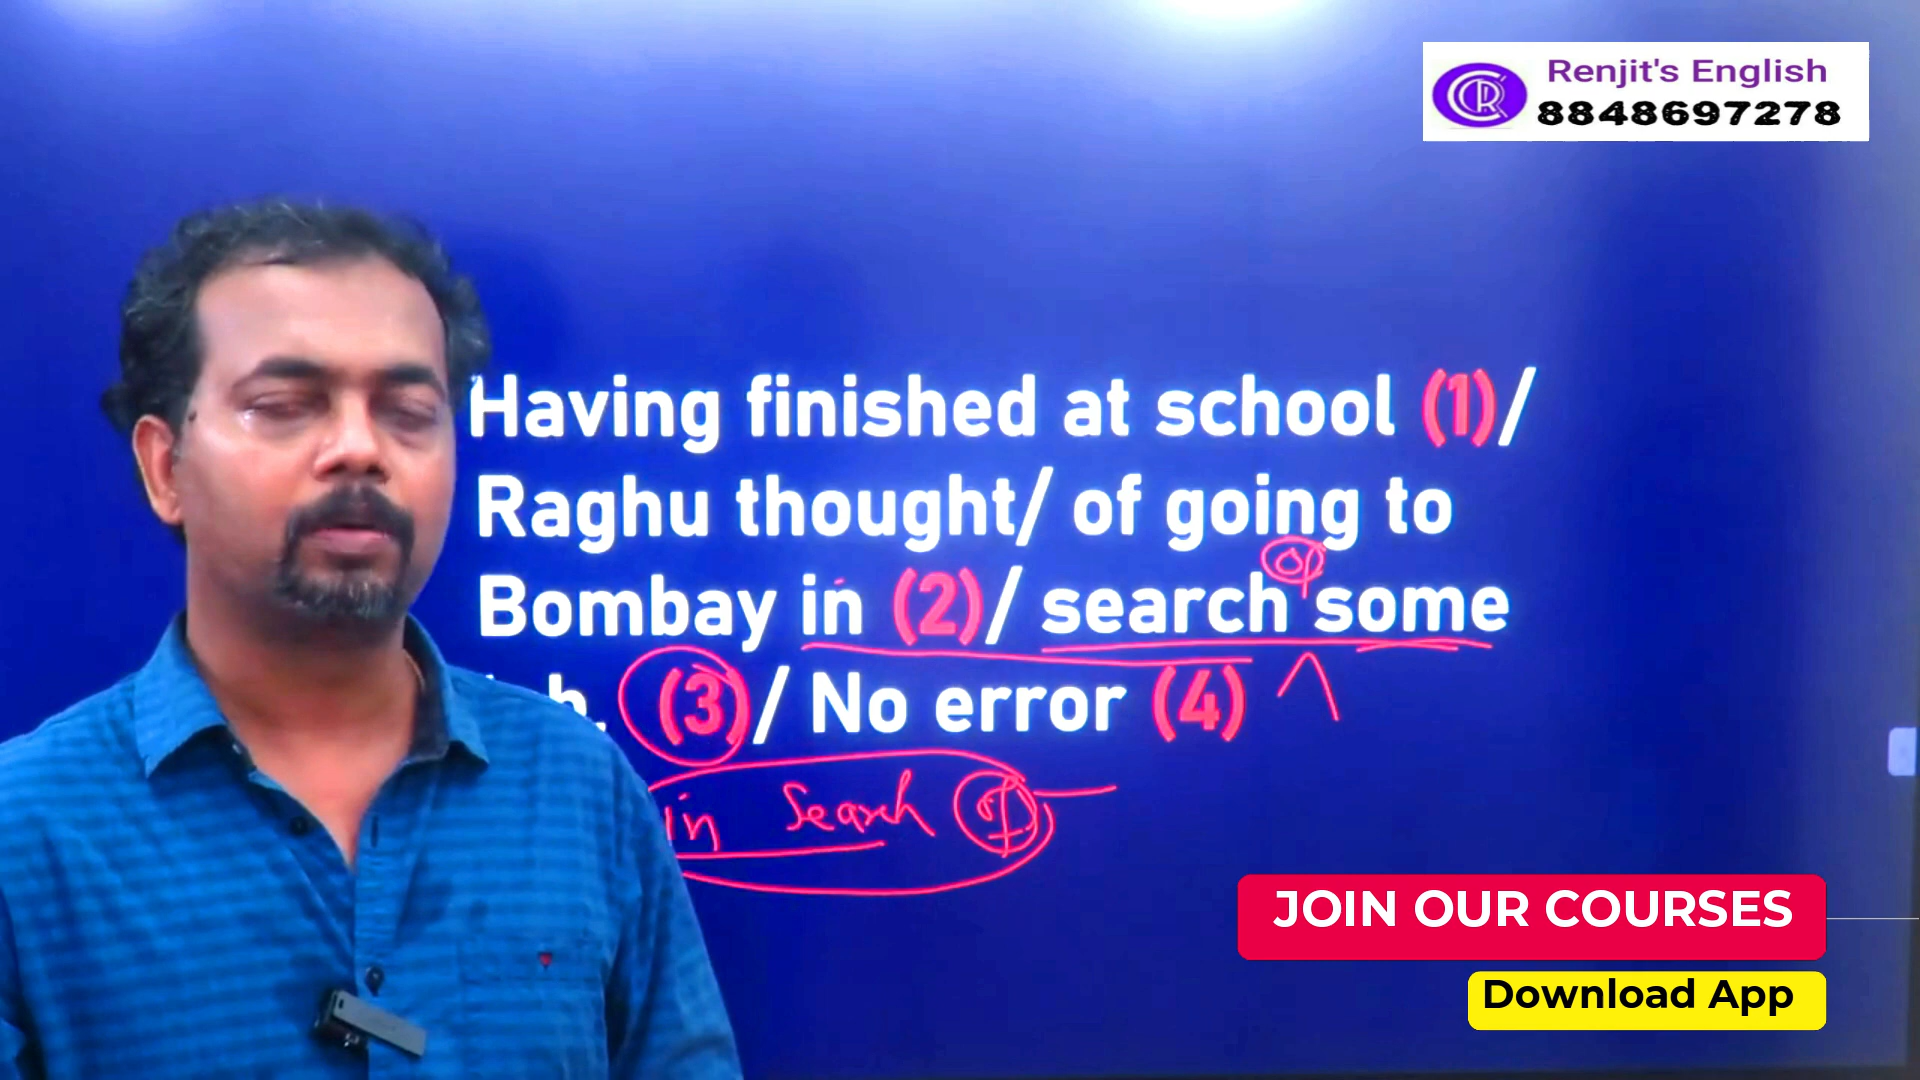 Renjit's English
8848697278
Having finished at school (1)/
Raghu thought/ of going to
of
Bombay in (2)/ search some
(3)/ No error (4)
in search of
JOIN OUR COURSES
Download App